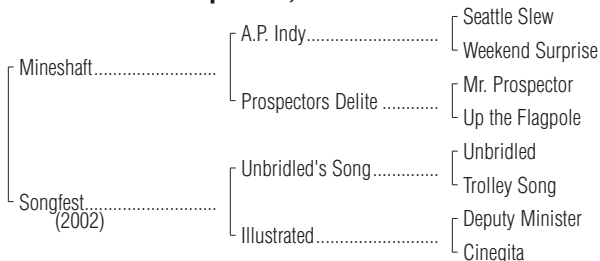 Seattle Slew
A.P. Indy
Weekend Surprise
Mineshaft
Mr. Prospector
Prospectors Delite
Up the Flagpole
Unbridled
Unbridled's Song
Trolley Song
Songfest
(2002)
Deputy Minister
Illustrated
Cinegita